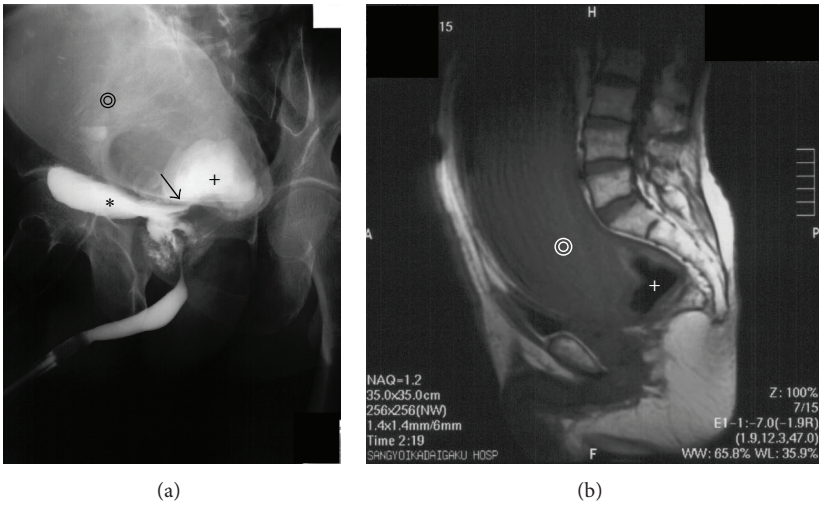 ◎
+
*
H
15
◎
+
A
P
NAQ=1.2
35.0x35.0cm
256x256(NW)
1.4x1.4mm/6mm
Time 2:19
SANGYOIKADAIGAKU HOSP
F
Z: 100%
7/15
E1-1:-7.0(-1.9R)
(1.9,12.3,47.0)
WW: 65.8% WL: 35.9%
(a)
(b)